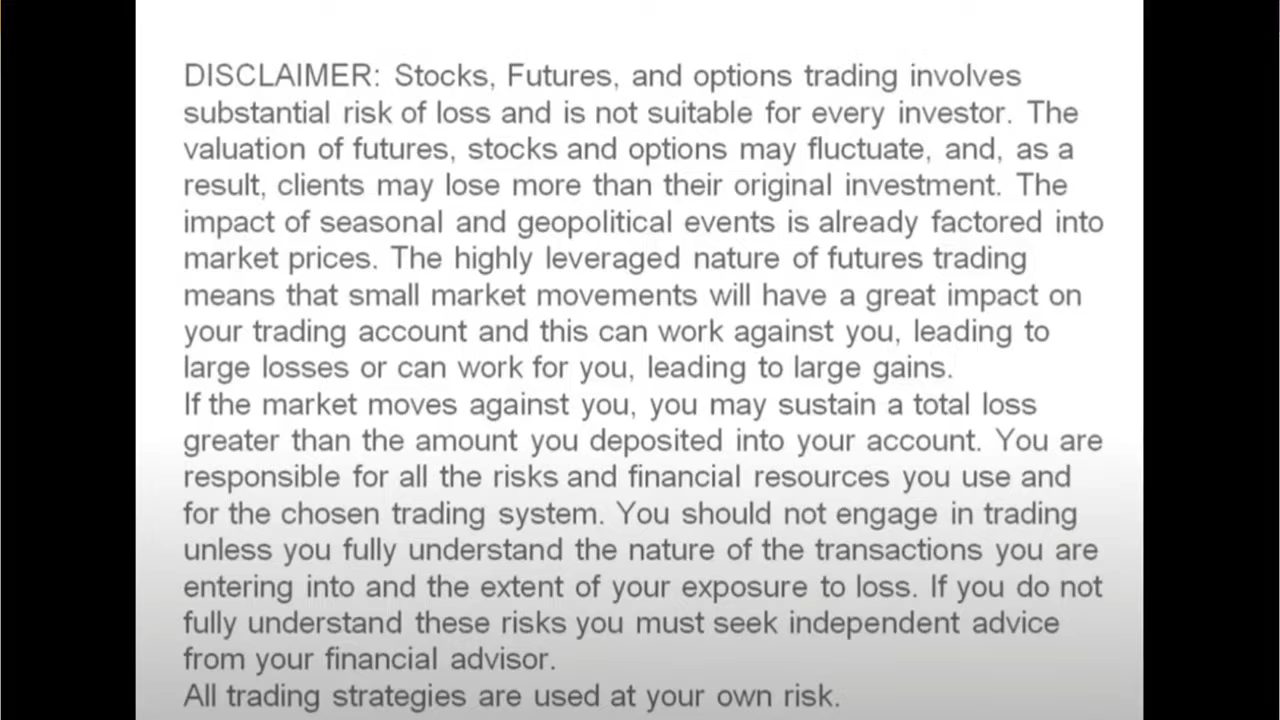 DISCLAIMER: Stocks, Futures, and options trading involves
substantial risk of loss and is not suitable for every investor. The
valuation of futures, stocks and options may fluctuate, and, as a
result, clients may lose more than their original investment. The
impact of seasonal and geopolitical events is already factored into
market prices. The highly leveraged nature of futures trading
means that small market movements will have a great impact on
your trading account and this can work against you, leading to
large losses or can work for you, leading to large gains.
If the market moves against you, you may sustain a total loss
greater than the amount you deposited into your account. You are
responsible for all the risks and financial resources you use and
for the chosen trading system. You should not engage in trading
unless you fully understand the nature of the transactions you are
entering into and the extent of your exposure to loss. If you do not
fully understand these risks you must seek independent advice
from your financial advisor.
All trading strategies are used at your own risk.